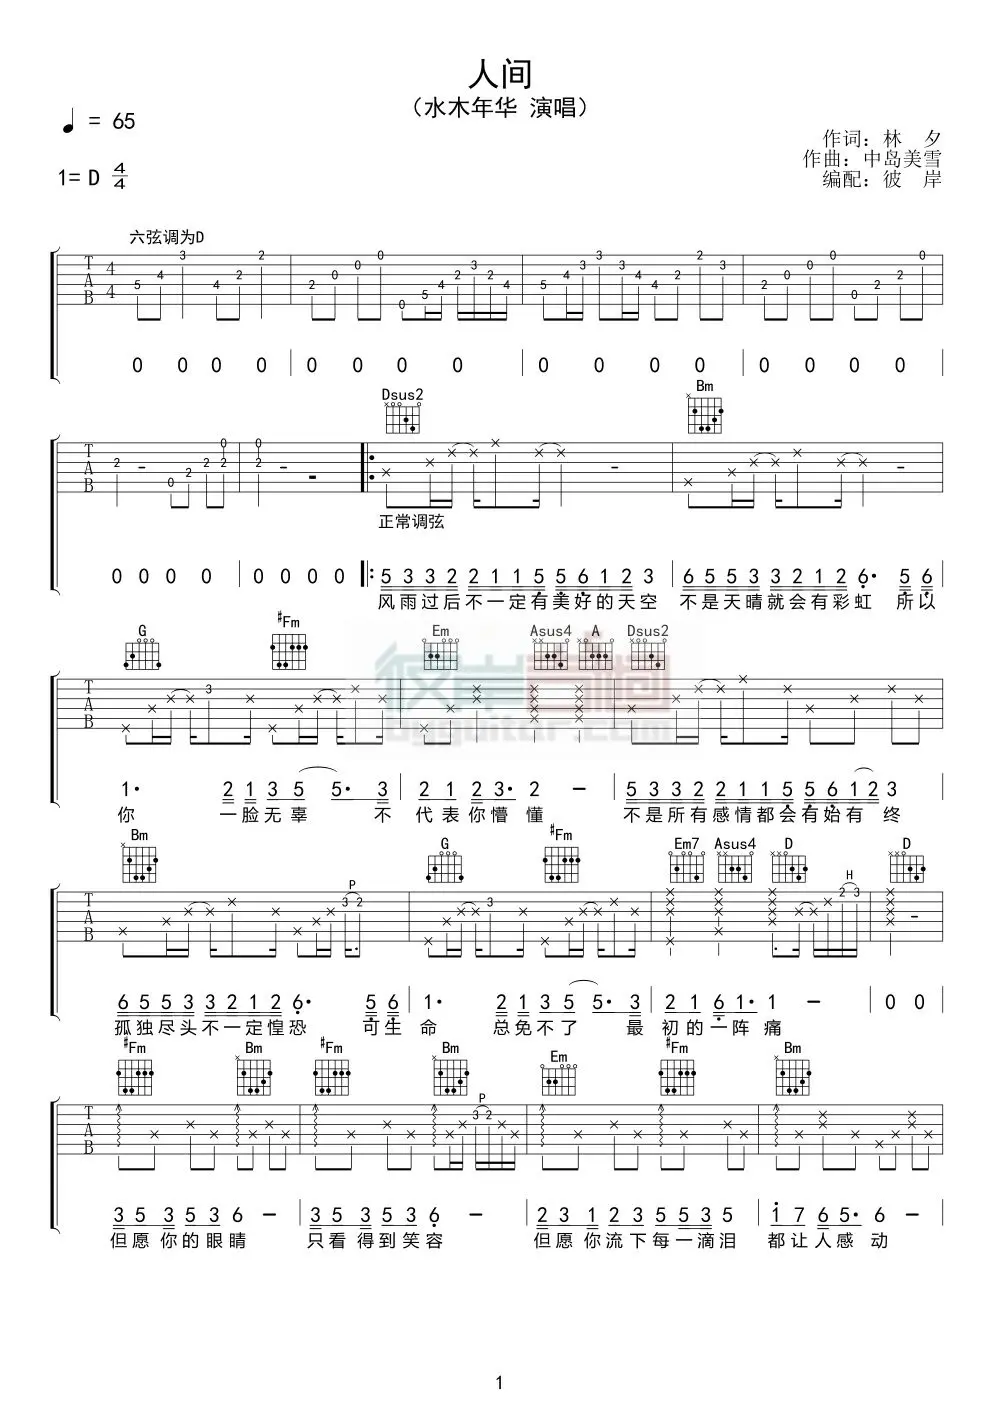 人间
（水木年华 演唱）
= 65
作词：林 夕
作曲：中岛美雪
1= D 4/4
编配：彼 岸
六弦调为D
T A B 4 4
0 0 0 0 0 0 0 0 0 0 0 0 0 0 0 0
Dsus2 Bm
T A B
正常调弦
0 0 0 0 0 0 0 0 5 3 3 2 2 1 1 5 5 6 1 2 3 6 5 5 3 3 2 1 2 6· 5 6
风雨过后不一定有美好的天空 不是天晴就会有彩虹 所以
G #Fm Em Asus4 A Dsus2
彼岸吉他
bygguitar.com
T A B
1· 2 1 3 5 5· 3 2 1 2 3· 2 – 5 3 3 2 2 1 1 5 5 6 1 2 3
你 一脸无辜 不 代表你懵懂 不是所有感情都会有始有 终
Bm G #Fm Em7 Asus4 D D
P H
T A B
6 5 5 3 3 2 1 2 6· 5 6 1· 2 1 3 5 5· 3 2 1 6 1· 1 – 0 0
孤独尽头不一定惶恐 可生 命 总免不了 最 初的一阵 痛
#Fm Bm #Fm Bm Em #Fm Bm
P
T A B
3 5 3 5 3 6 – 3 5 3 5 3 6 – 2 3 1 2 3 5 5 3 5 1 7 6 5· 6 –
但愿 你的 眼睛 只看 得到 笑容 但愿 你流下每一滴泪 都让人感 动
1